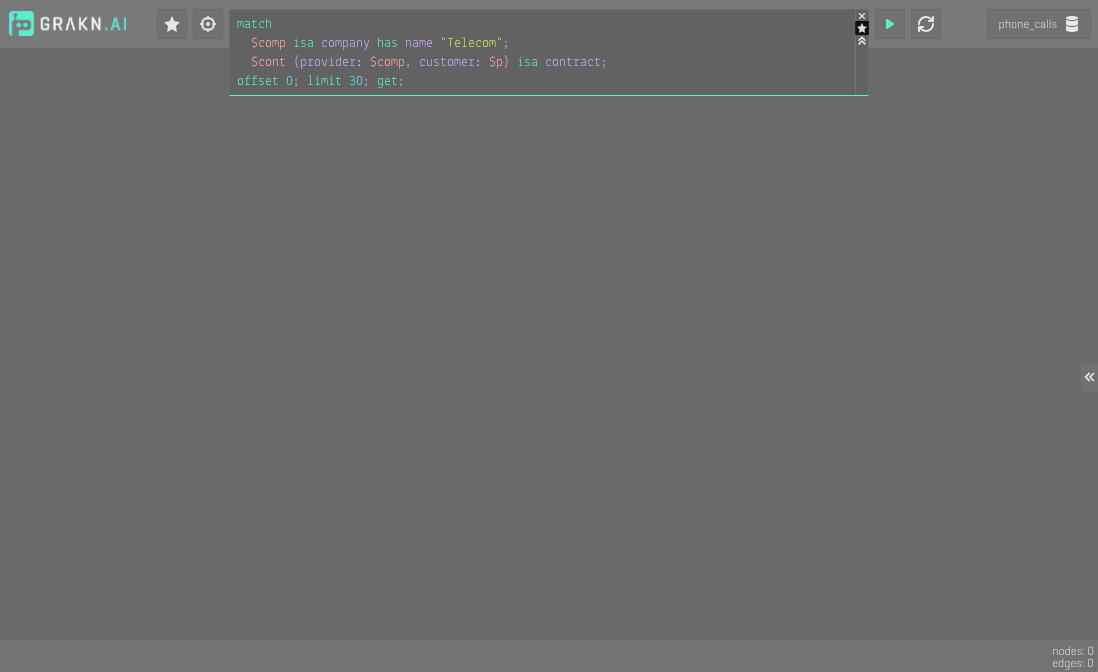 GRAKN.AI
match
$comp isa company has name "Telecom";
$cont (provider: $comp, customer: $p) isa contract;
offset 0; limit 30; get;
phone_calls
nodes: 0
edges: 0